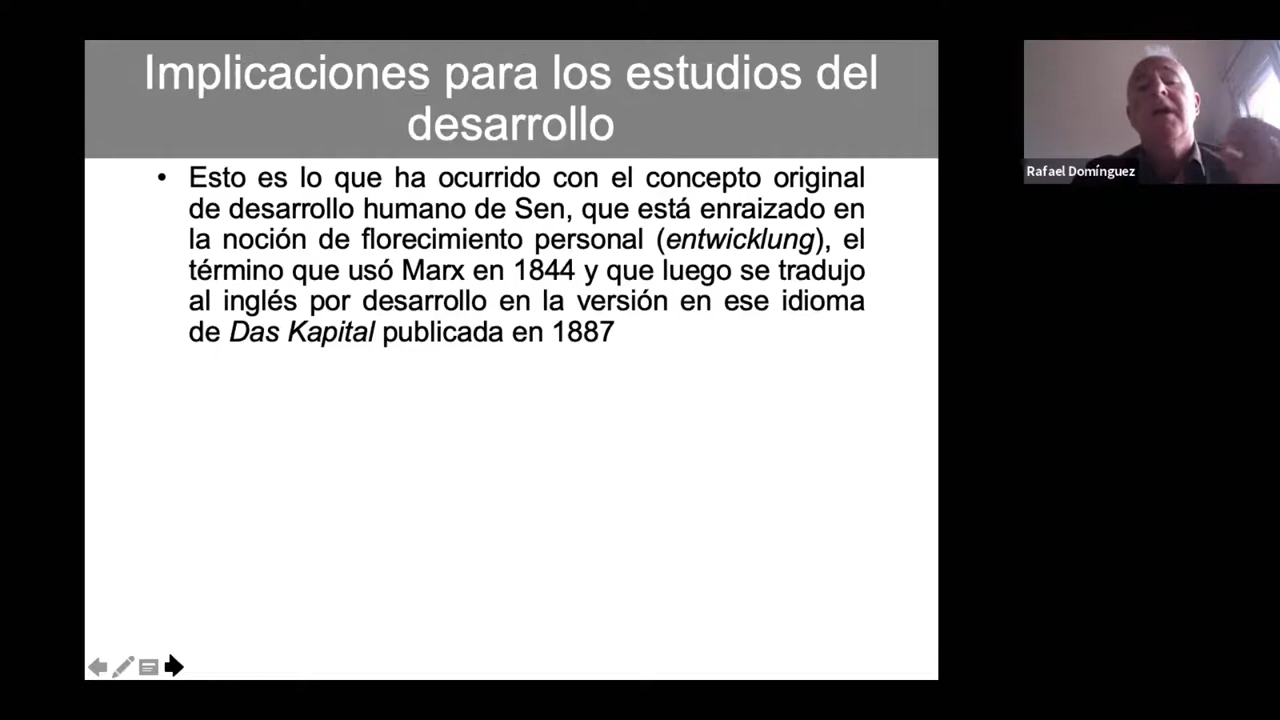 Implicaciones para los estudios del
desarrollo
• Esto es lo que ha ocurrido con el concepto original
de desarrollo humano de Sen, que está enraizado en
la noción de florecimiento personal (entwicklung), el
término que usó Marx en 1844 y que luego se tradujo
al inglés por desarrollo en la versión en ese idioma
de Das Kapital publicada en 1887
Rafael Domínguez